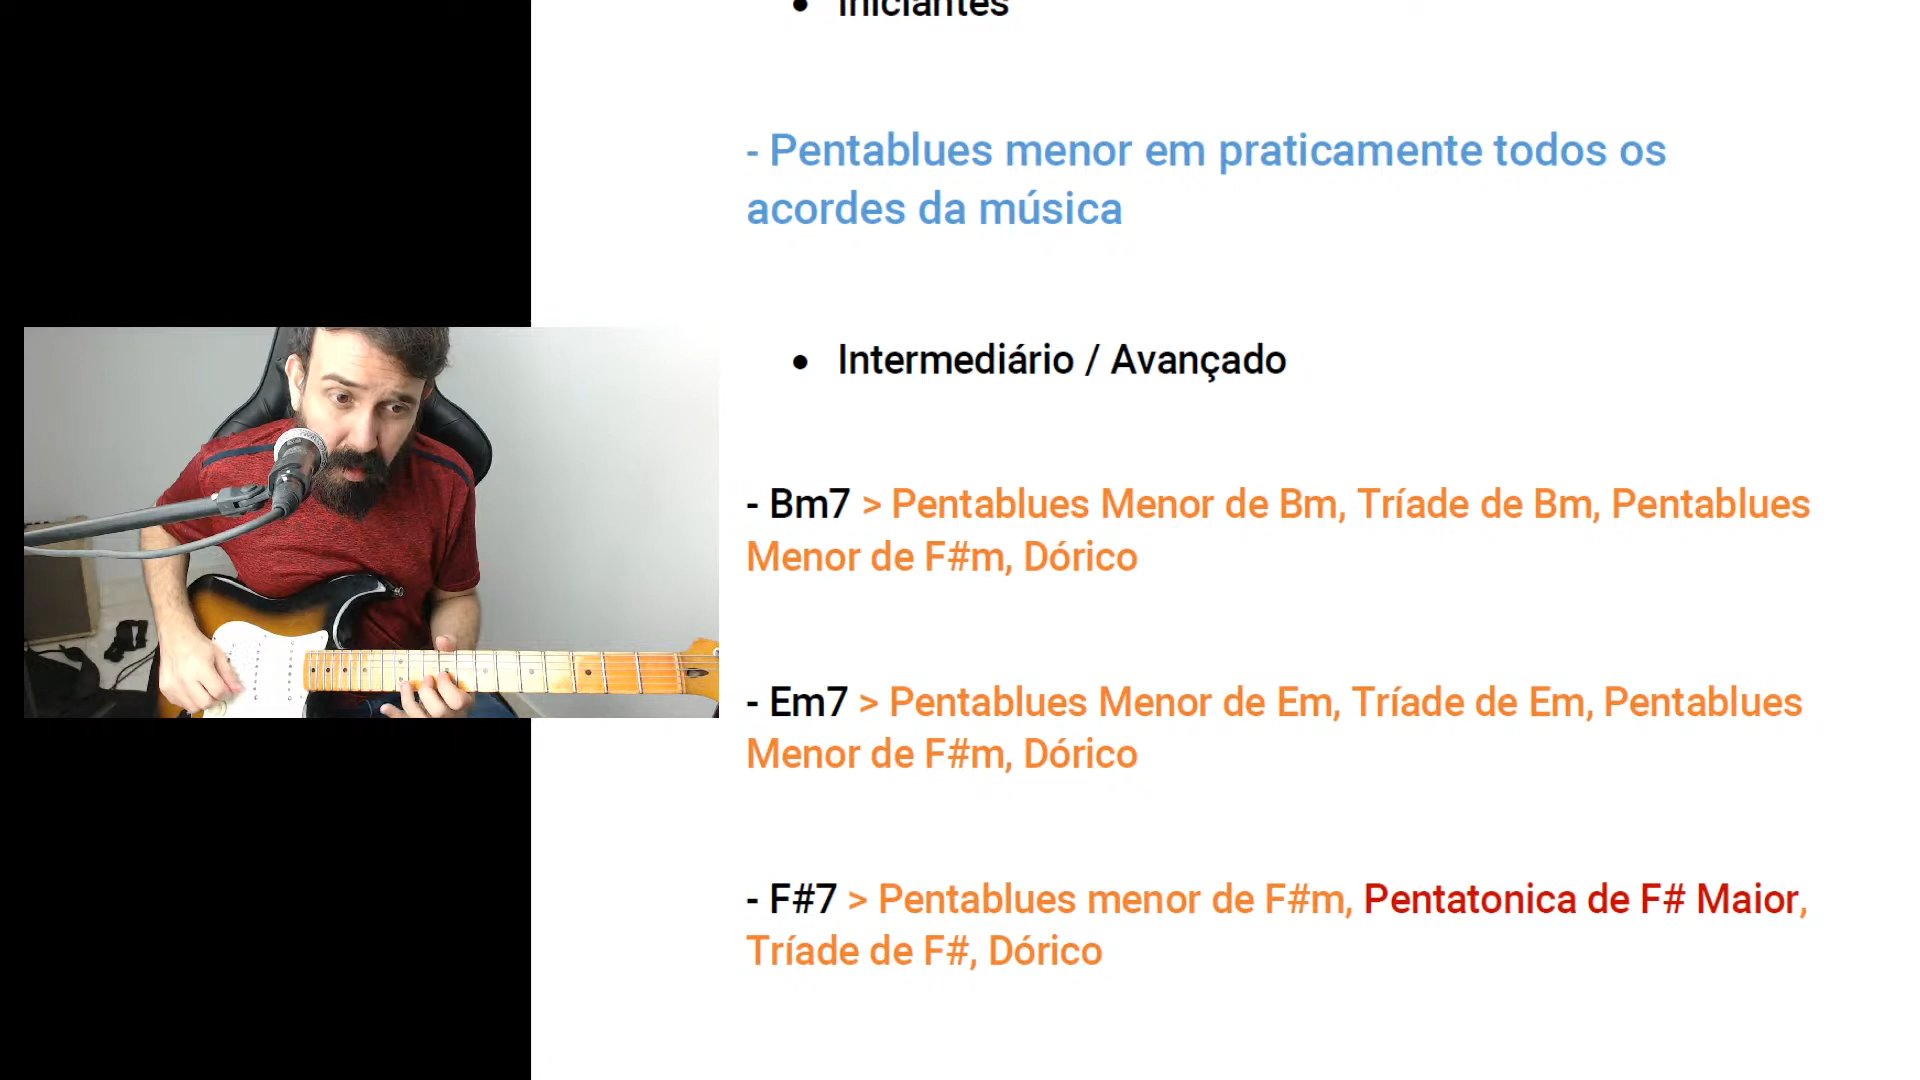 • Iniciantes
- Pentablues menor em praticamente todos os
acordes da música
• Intermediário / Avançado
- Bm7 > Pentablues Menor de Bm, Tríade de Bm, Pentablues
Menor de F#m, Dórico
- Em7 > Pentablues Menor de Em, Tríade de Em, Pentablues
Menor de F#m, Dórico
- F#7 > Pentablues menor de F#m, Pentatonica de F# Maior,
Tríade de F#, Dórico